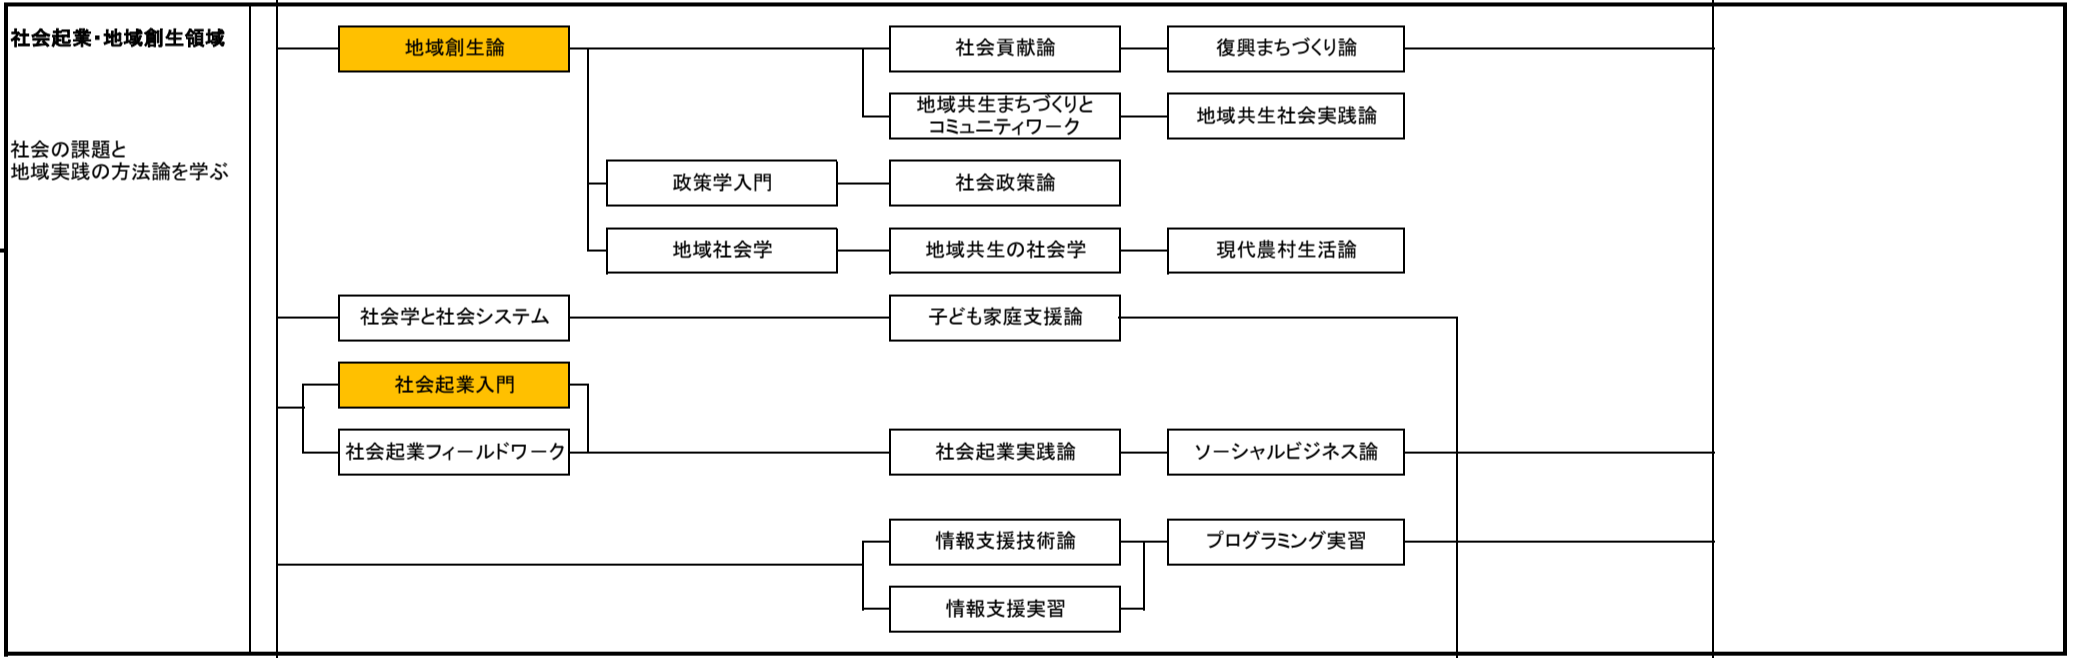 社会起業・地域創生領域
社会の課題と
地域実践の方法論を学ぶ
地域創生論
社会貢献論
復興まちづくり論
地域共生まちづくりと
コミュニティワーク
地域共生社会実践論
政策学入門
社会政策論
地域社会学
地域共生の社会学
現代農村生活論
社会学と社会システム
子ども家庭支援論
社会起業入門
社会起業フィールドワーク
社会起業実践論
ソーシャルビジネス論
情報支援技術論
プログラミング実習
情報支援実習